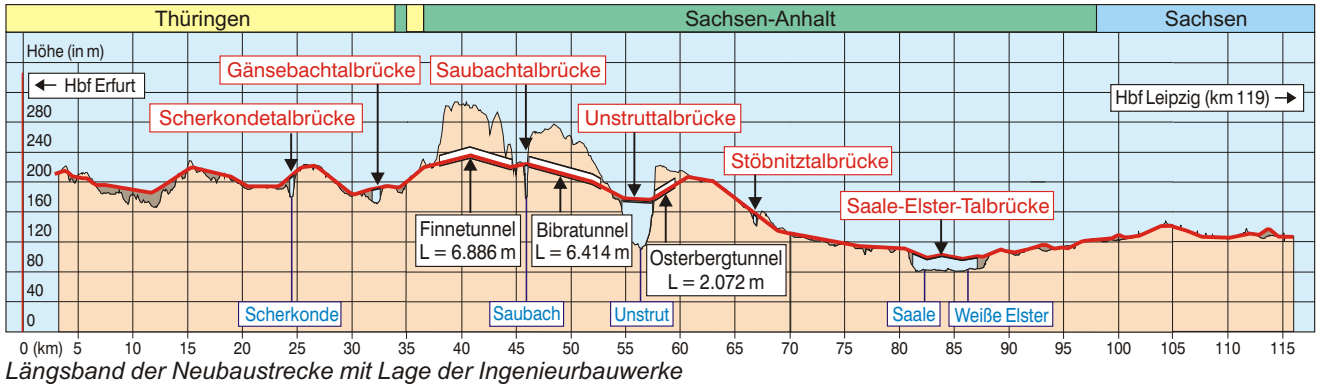 Thüringen
Sachsen-Anhalt
Sachsen
Höhe (in m)
← Hbf Erfurt
Gänsebachtalbrücke
Saubachtalbrücke
Hbf Leipzig (km 119) →
Scherkondetalbrücke
Unstruttalbrücke
Stöbnitztalbrücke
Saale-Elster-Talbrücke
280
240
200
160
120
80
40
0
Finnetunnel
L = 6.886 m
Bibratunnel
L = 6.414 m
Osterbergtunnel
L = 2.072 m
Scherkonde
Saubach
Unstrut
Saale
Weiße Elster
0 (km) 5 10 15 20 25 30 35 40 45 50 55 60 65 70 75 80 85 90 95 100 105 110 115
Längsband der Neubaustrecke mit Lage der Ingenieurbauwerke